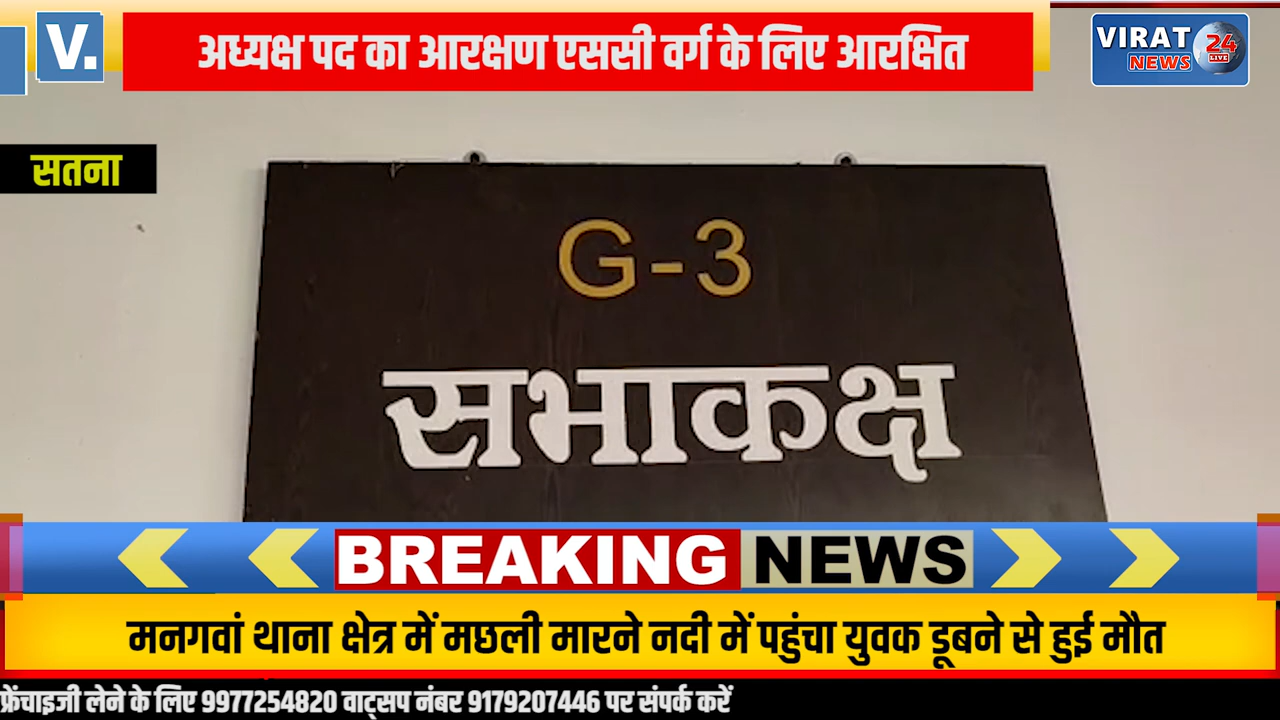 V.
अध्यक्ष पद का आरक्षण एससी वर्ग के लिए आरक्षित
VIRAT
NEWS
24
LIVE
सतना
G-3
सभाकक्ष
BREAKING NEWS
मनगवां थाना क्षेत्र में मछली मारने नदी में पहुंचा युवक डूबने से हुई मौत
फ्रेंचाइजी लेने के लिए 9977254820 वाट्सप नंबर 9179207446 पर संपर्क करें